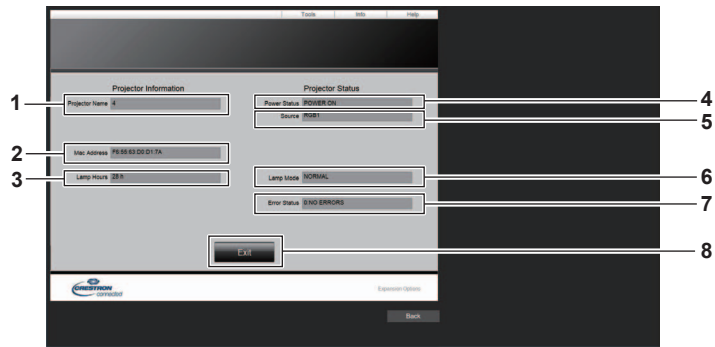 Tools Info Help
Projector Information Projector Status
1 Projector Name 4 Power Status POWER ON 4
Source RGB1 5
2 Mac Address F6:55:63:D0:D1:7A
3 Lamp Hours 29 h Lamp Mode NORMAL 6
Error Status 0:NO ERRORS 7
Exit 8
CRESTRON connected Expansion Options
Back